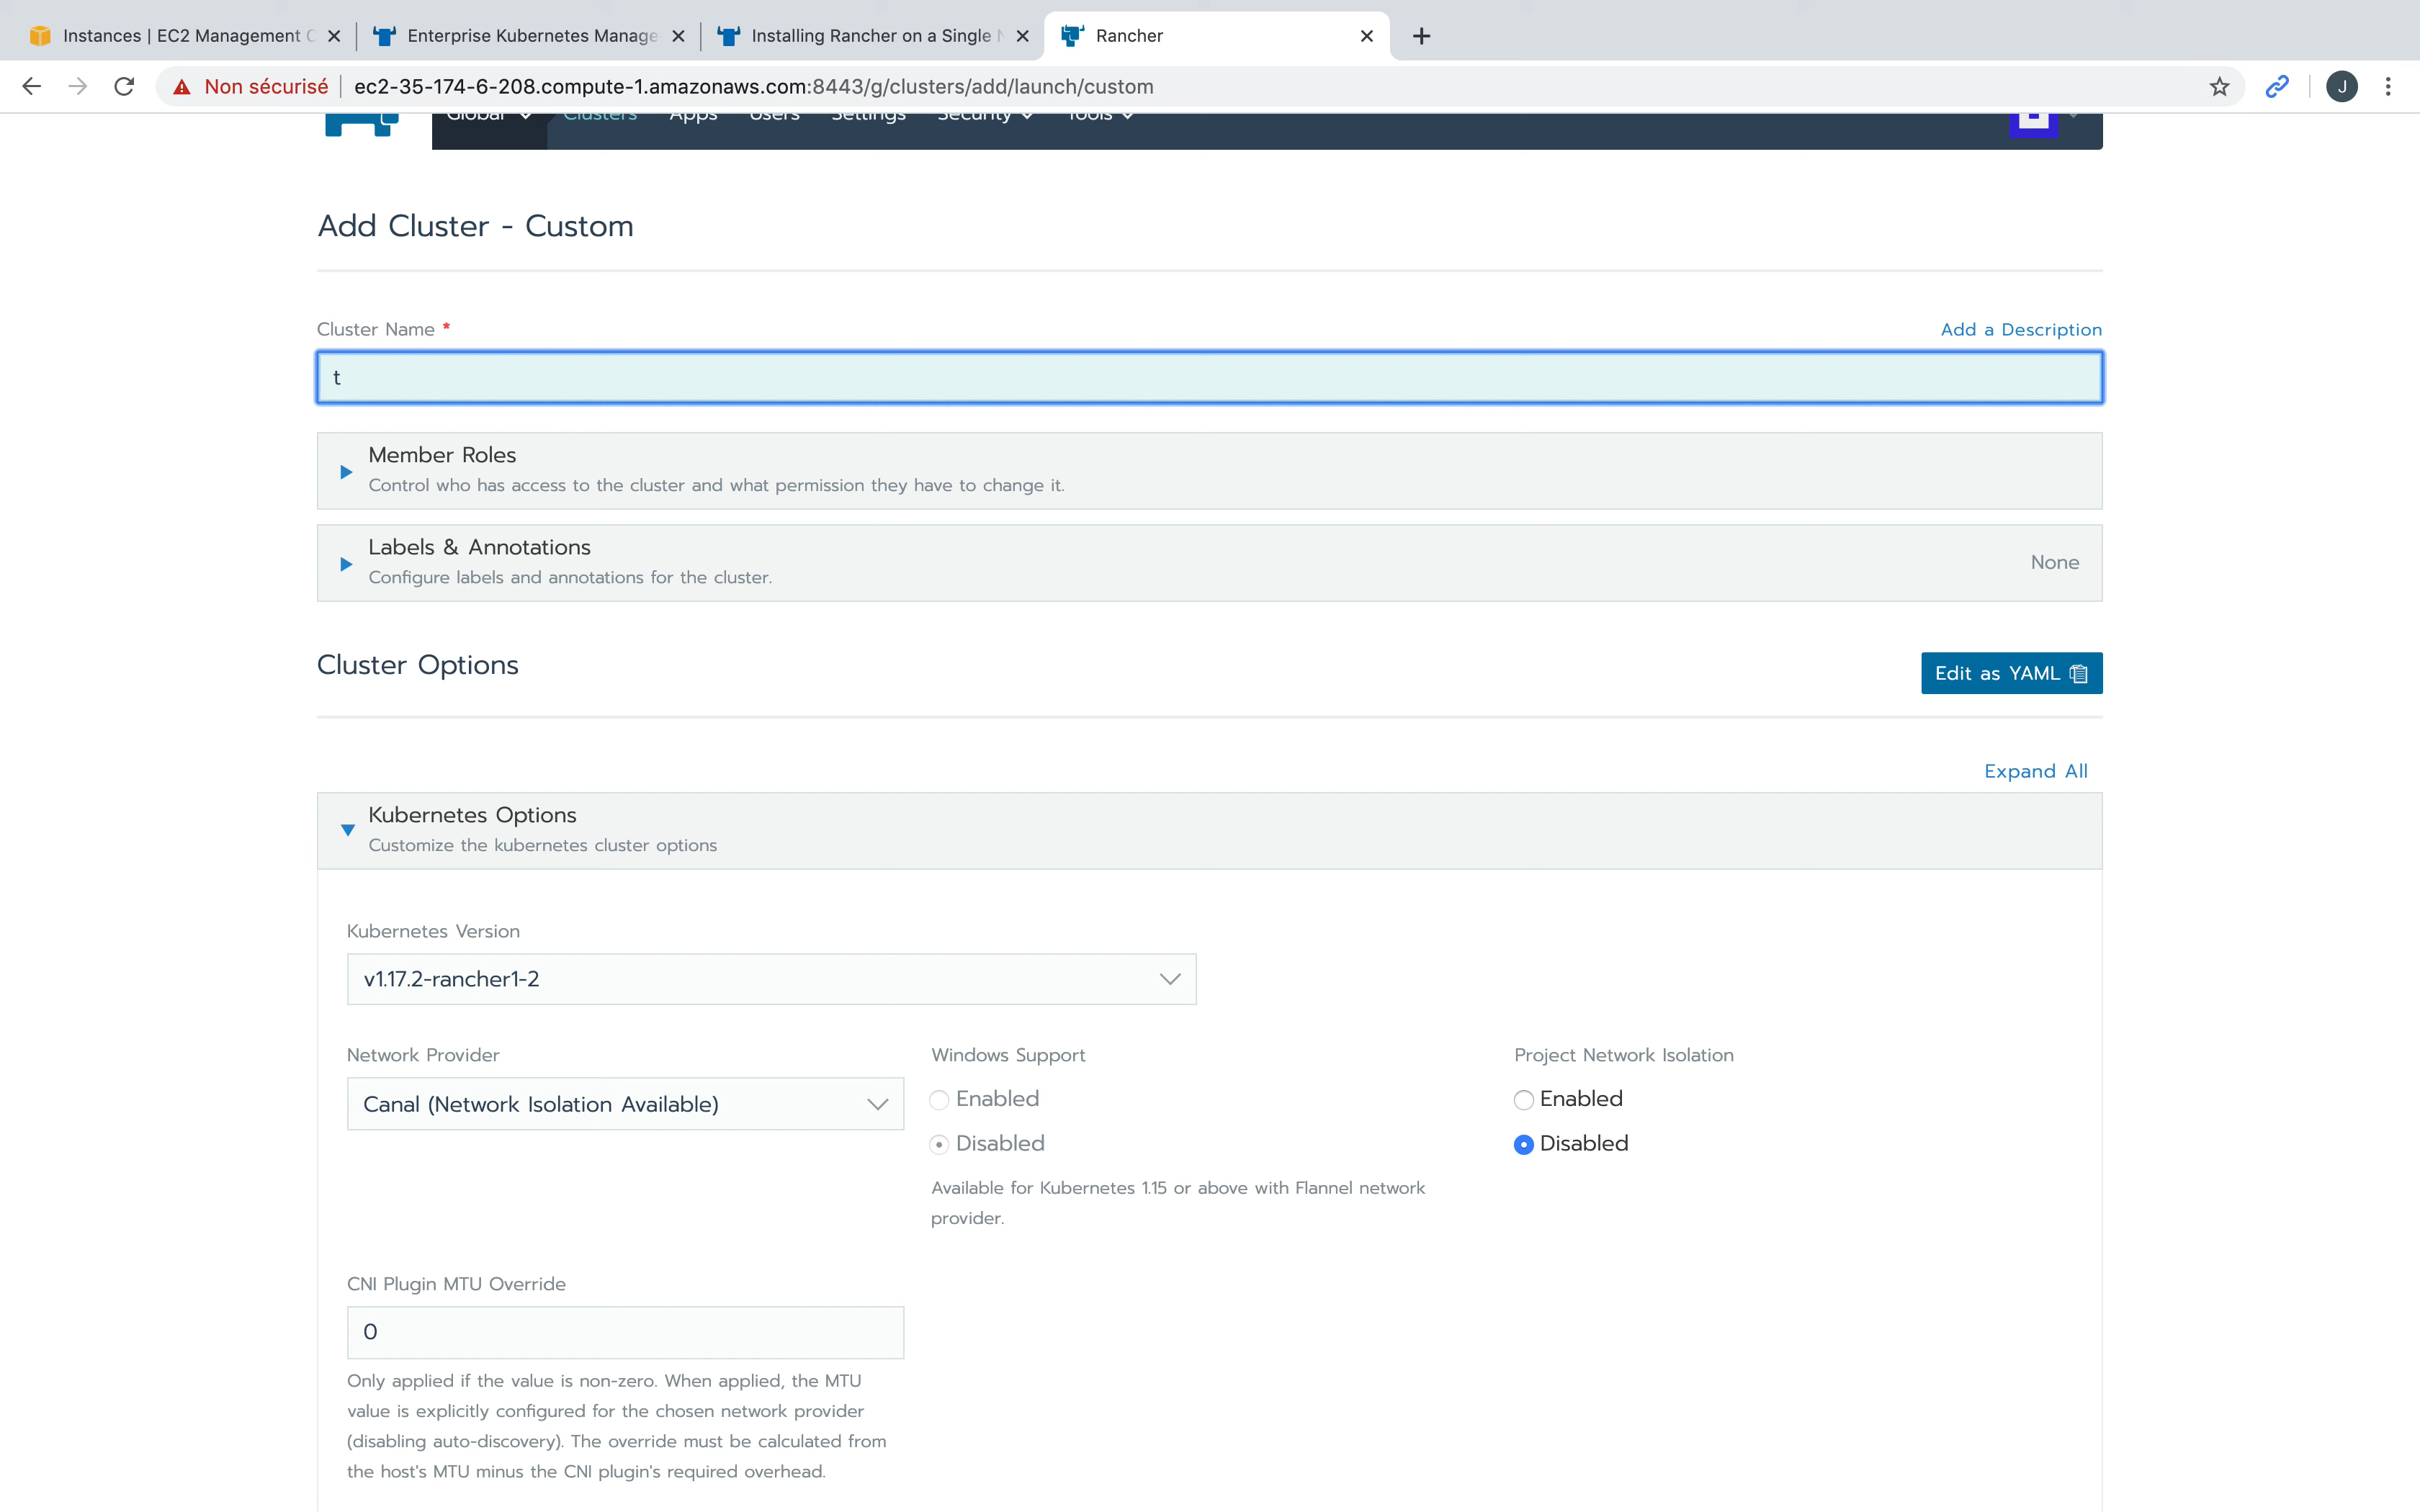 Instances | EC2 Management C
Enterprise Kubernetes Manage
Installing Rancher on a Single N
Rancher
Non sécurisé
ec2-35-174-6-208.compute-1.amazonaws.com:8443/g/clusters/add/launch/custom
J
Global Clusters Apps Users Settings Security Tools
Add Cluster - Custom
Cluster Name *
Add a Description
t
Member Roles
Control who has access to the cluster and what permission they have to change it.
Labels & Annotations
Configure labels and annotations for the cluster.
None
Cluster Options
Edit as YAML
Expand All
Kubernetes Options
Customize the kubernetes cluster options
Kubernetes Version
v1.17.2-rancher1-2
Network Provider
Canal (Network Isolation Available)
Windows Support
Enabled
Disabled
Available for Kubernetes 1.15 or above with Flannel network
provider.
Project Network Isolation
Enabled
Disabled
CNI Plugin MTU Override
0
Only applied if the value is non-zero. When applied, the MTU
value is explicitly configured for the chosen network provider
(disabling auto-discovery). The override must be calculated from
the host's MTU minus the CNI plugin's required overhead.